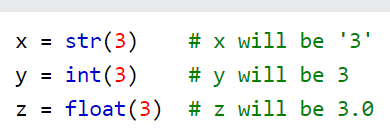 x = str(3)    # x will be '3'
y = int(3)    # y will be 3
z = float(3)  # z will be 3.0